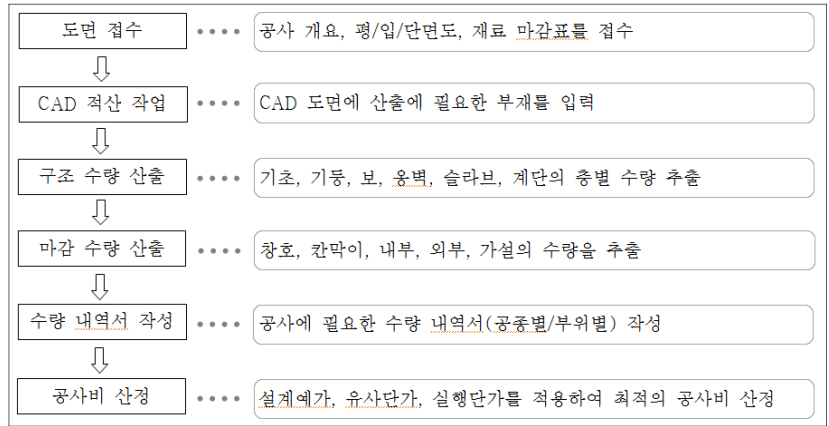 도면 접수
공사 개요, 평/입/단면도, 재료 마감표를 접수
CAD 적산 작업
CAD 도면에 산출에 필요한 부재를 입력
구조 수량 산출
기초, 기둥, 보, 옹벽, 슬라브, 계단의 층별 수량 추출
마감 수량 산출
창호, 칸막이, 내부, 외부, 가설의 수량을 추출
수량 내역서 작성
공사에 필요한 수량 내역서(공종별/부위별) 작성
공사비 산정
설계예가, 유사단가, 실행단가를 적용하여 최적의 공사비 산정